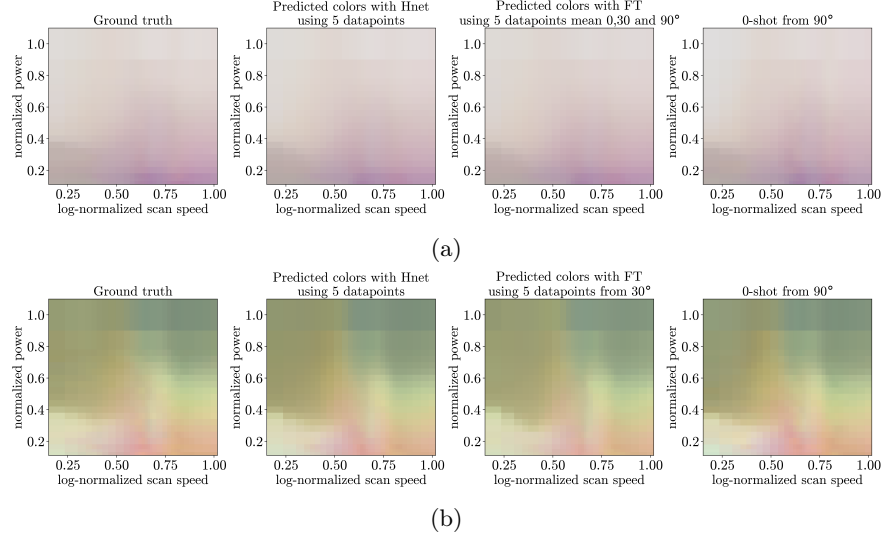 Ground truth
Predicted colors with Hnet
using 5 datapoints
Predicted colors with FT
5 datapoints mean 0,30 and 90°
0-shot from 90°
normalized power
1.0
0.8
0.6
0.4
0.2
0.25 0.50 0.75 1.00
log-normalized scan speed
normalized power
1.0
0.8
0.6
0.4
0.2
0.25 0.50 0.75 1.00
log-normalized scan speed
normalized power
1.0
0.8
0.6
0.4
0.2
0.25 0.50 0.75 1.00
log-normalized scan speed
normalized power
1.0
0.8
0.6
0.4
0.2
0.25 0.50 0.75 1.00
log-normalized scan speed
(a)
Ground truth
Predicted colors with Hnet
using 5 datapoints
Predicted colors with FT
using 5 datapoints from 30°
0-shot from 90°
normalized power
1.0
0.8
0.6
0.4
0.2
0.25 0.50 0.75 1.00
log-normalized scan speed
normalized power
1.0
0.8
0.6
0.4
0.2
0.25 0.50 0.75 1.00
log-normalized scan speed
normalized power
1.0
0.8
0.6
0.4
0.2
0.25 0.50 0.75 1.00
log-normalized scan speed
normalized power
1.0
0.8
0.6
0.4
0.2
0.25 0.50 0.75 1.00
log-normalized scan speed
(b)